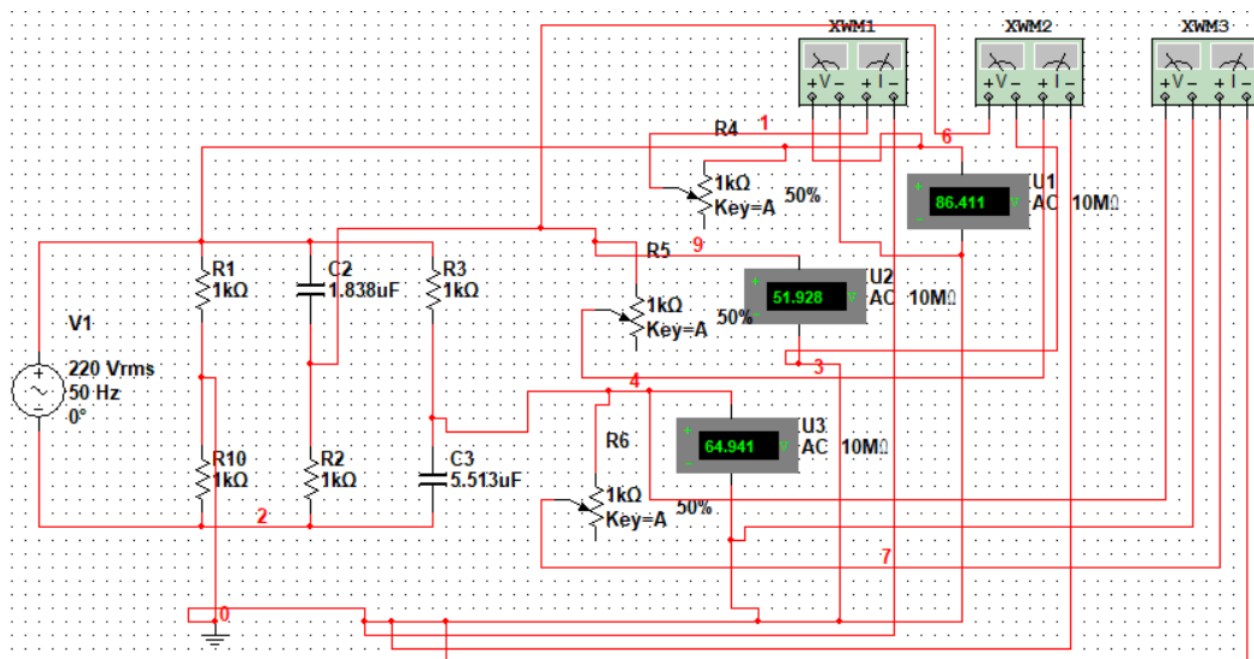 XWM1
XWM2
XWM3
+ V − + I −
+ V − + I −
+ V − + I −
R4
1
6
1kΩ
Key=A
50%
U1
+
86.411
-
AC 10MΩ
9
R5
R1
1kΩ
C2
1.838uF
R3
1kΩ
1kΩ
Key=A
50%
U2
+
51.928
-
AC 10MΩ
V1
220 Vrms
50 Hz
0°
3
4
R6
U3
+
64.941
-
AC 10MΩ
R10
1kΩ
R2
1kΩ
C3
5.513uF
1kΩ
Key=A
50%
2
7
0